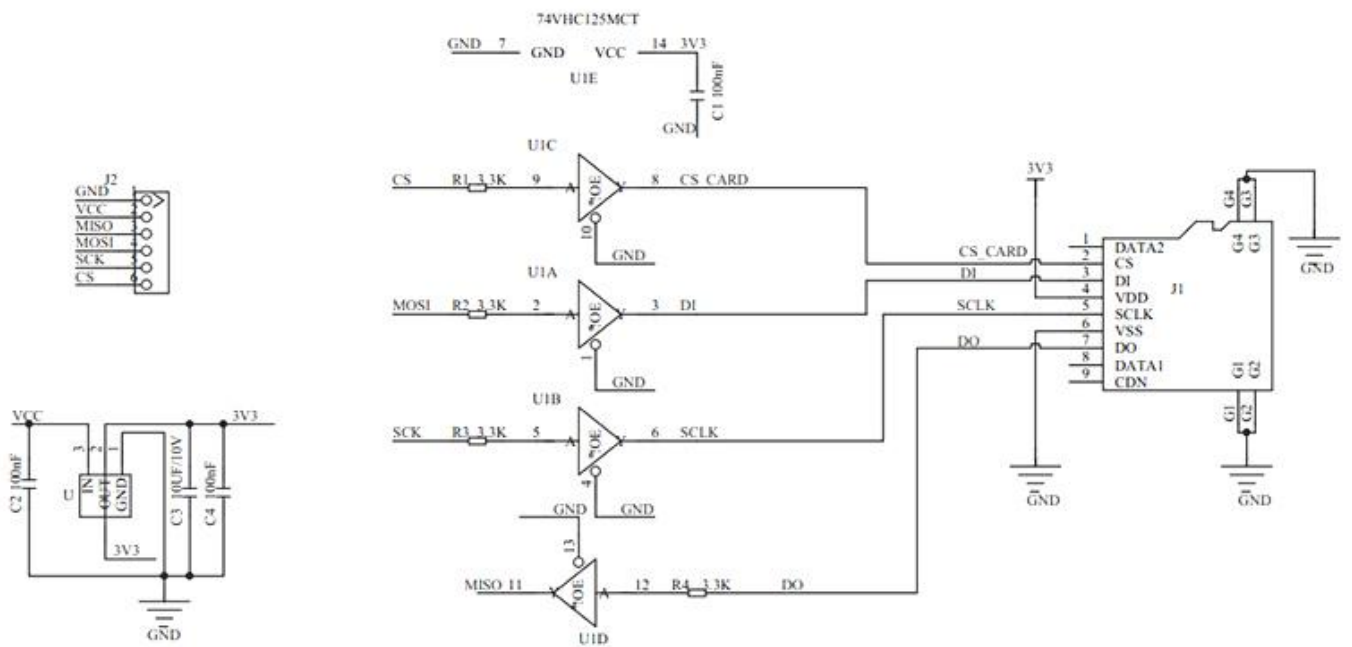 74VHC125MCT
GND 7 GND VCC 14 3V3
U1E
C1 100nF
GND
U1C
CS R1 3.3K 9 A !OE Y 8 CS_CARD
10
GND
J2
GND 1
VCC 2
MISO 3
MOSI 4
SCK 5
CS 6
U1A
MOSI R2 3.3K 2 A !OE Y 3 DI
1
GND
U1B
SCK R3 3.3K 5 A !OE Y 6 SCLK
4
GND
GND
13
MISO 11 Y !OE A 12 R4 3.3K DO
U1D
3V3
G4 G3
G4 G3
GND
CS_CARD
DI
SCLK
DO
1 DATA2
2 CS
3 DI
4 VDD
5 SCLK
6 VSS
7 DO
8 DATA1
9 CDN
J1
G1 G2
G1 G2
GND
GND
VCC 3V3
3 2 1
IN OUT GND
U
C2 100nF
C3 10UF/10V
C4 100nF
3V3
GND